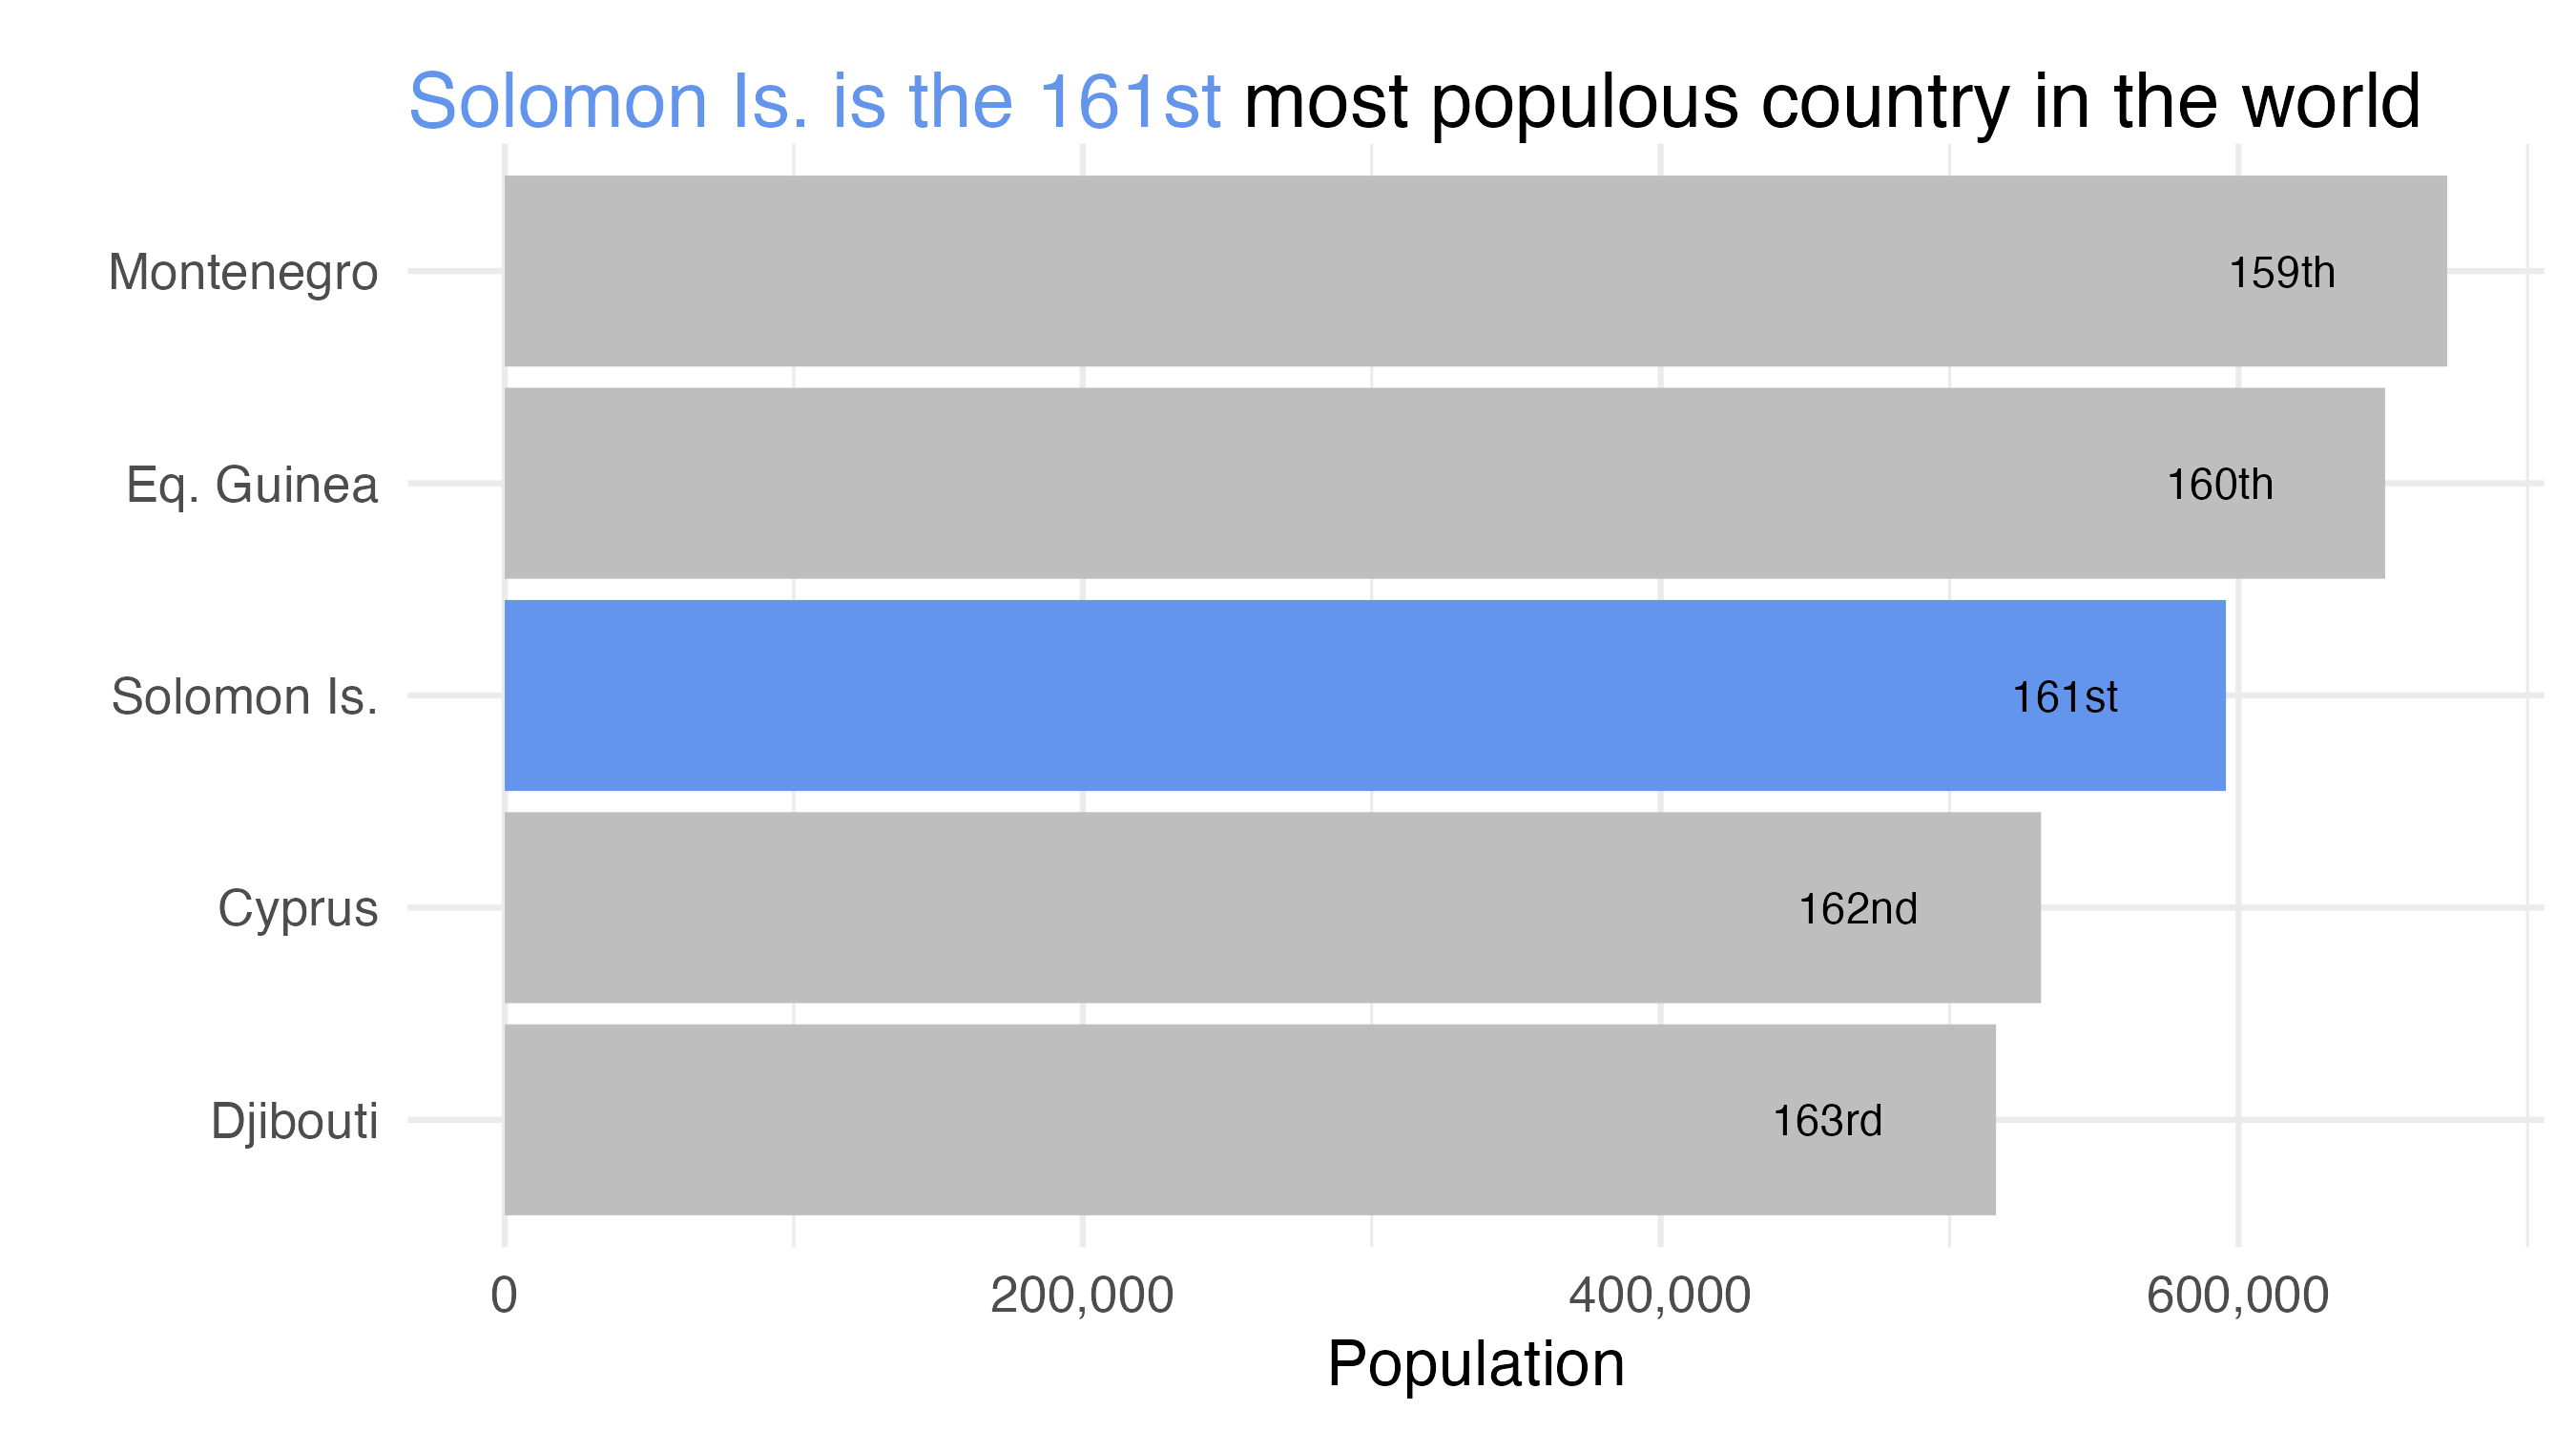 Solomon Is. is the 161st most populous country in the world
Montenegro 159th
Eq. Guinea 160th
Solomon Is. 161st
Cyprus 162nd
Djibouti 163rd
0 200,000 400,000 600,000
Population